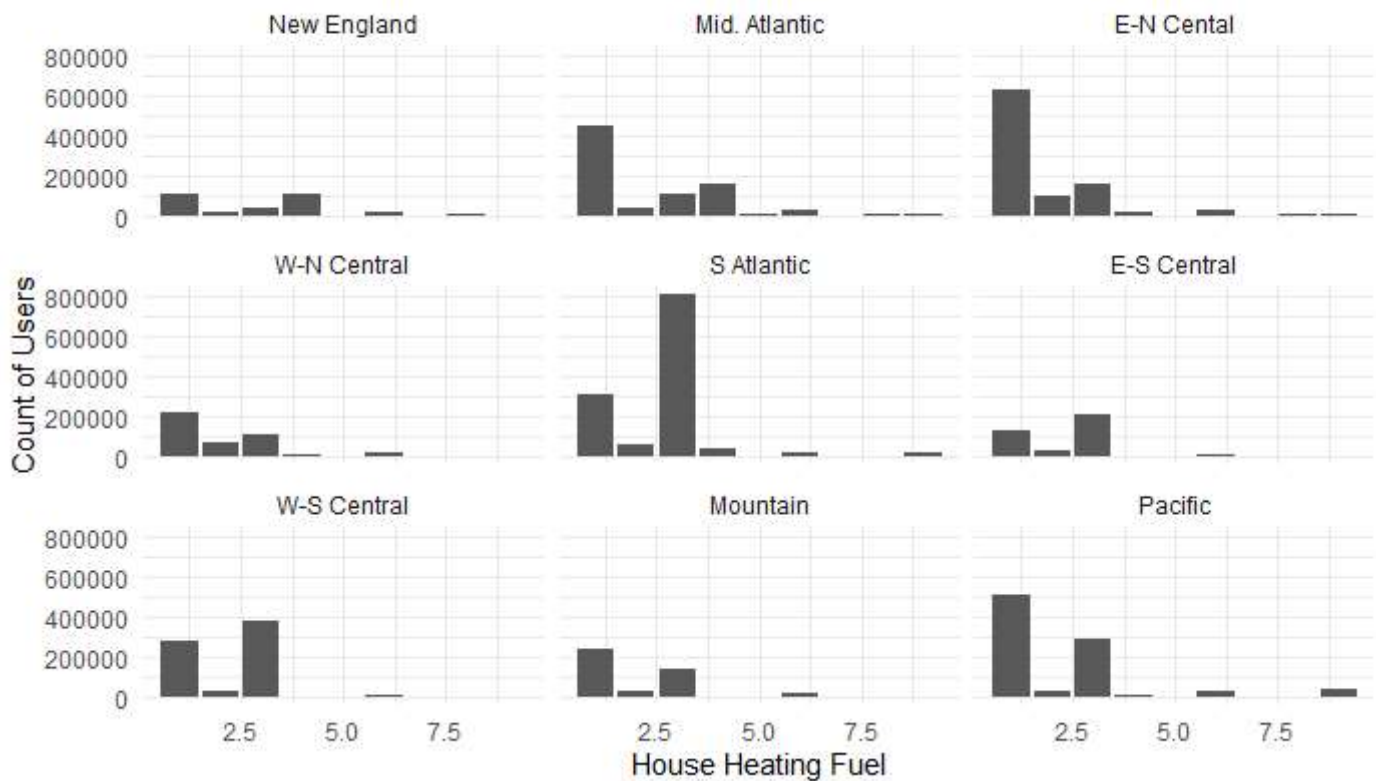 New England Mid. Atlantic E-N Cental
800000
600000
400000
200000
0
W-N Central S Atlantic E-S Central
Count of Users
800000
600000
400000
200000
0
W-S Central Mountain Pacific
800000
600000
400000
200000
0
2.5 5.0 7.5 2.5 5.0 7.5 2.5 5.0 7.5
House Heating Fuel